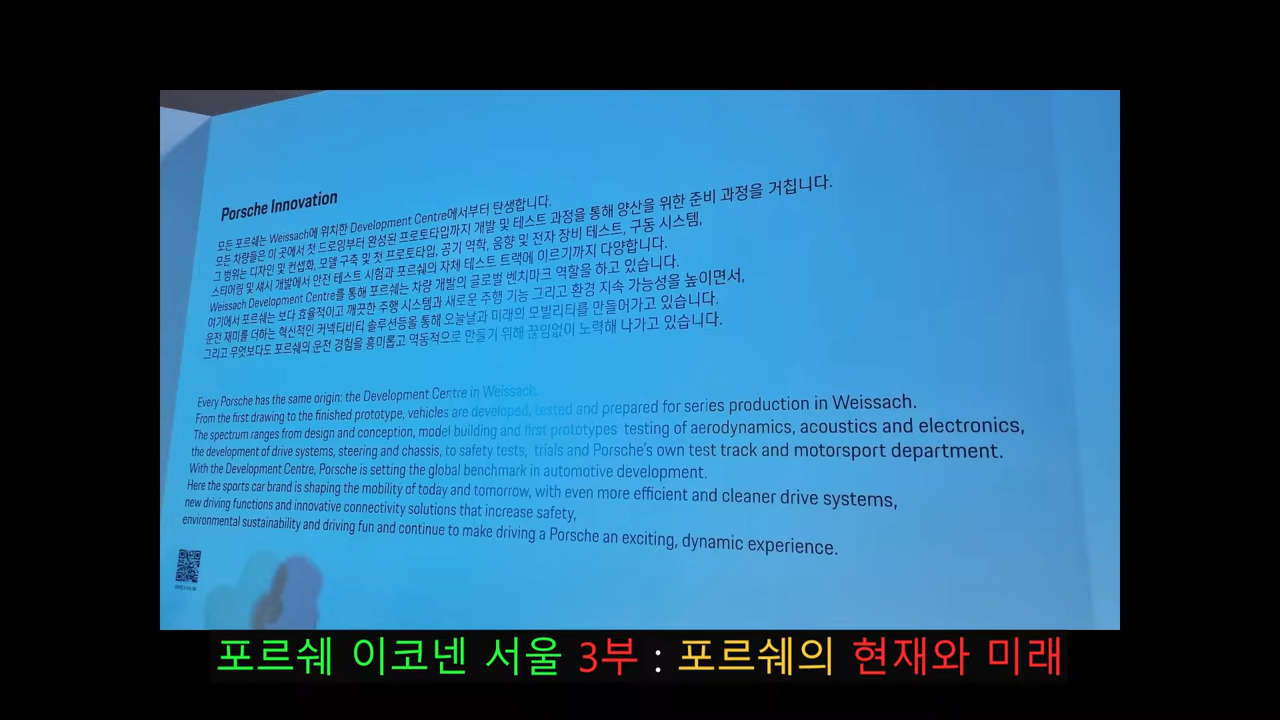 Porsche Innovation
모든 포르쉐는 Weissach에 위치한 Development Centre에서부터 탄생합니다.
모든 차량들은 이 곳에서 첫 드로잉부터 완성된 프로토타입까지 개발 및 테스트 과정을 통해 양산을 위한 준비 과정을 거칩니다.
그 범위는 디자인 및 컨셉화, 모델 구축 및 첫 프로토타입, 공기 역학, 음향 및 전자 장비 테스트, 구동 시스템,
스티어링 및 섀시 개발에서 안전 테스트 시험과 포르쉐의 자체 테스트 트랙에 이르기까지 다양합니다.
Weissach Development Centre를 통해 포르쉐는 차량 개발의 글로벌 벤치마크 역할을 하고 있습니다.
여기에서 포르쉐는 보다 효율적이고 깨끗한 주행 시스템과 새로운 주행 기능 그리고 환경 지속 가능성을 높이면서,
운전 재미를 더하는 혁신적인 커넥티비티 솔루션등을 통해 오늘날과 미래의 모빌리티를 만들어가고 있습니다.
그리고 무엇보다도 포르쉐의 운전 경험을 흥미롭고 역동적으로 만들기 위해 끊임없이 노력해 나가고 있습니다.
Every Porsche has the same origin: the Development Centre in Weissach.
From the first drawing to the finished prototype, vehicles are developed, tested and prepared for series production in Weissach.
The spectrum ranges from design and conception, model building and first prototypes testing of aerodynamics, acoustics and electronics,
the development of drive systems, steering and chassis, to safety tests, trials and Porsche's own test track and motorsport department.
With the Development Centre, Porsche is setting the global benchmark in automotive development.
Here the sports car brand is shaping the mobility of today and tomorrow, with even more efficient and cleaner drive systems,
new driving functions and innovative connectivity solutions that increase safety,
environmental sustainability and driving fun and continue to make driving a Porsche an exciting, dynamic experience.
포르쉐 이코넨 서울 3부 : 포르쉐의 현재와 미래